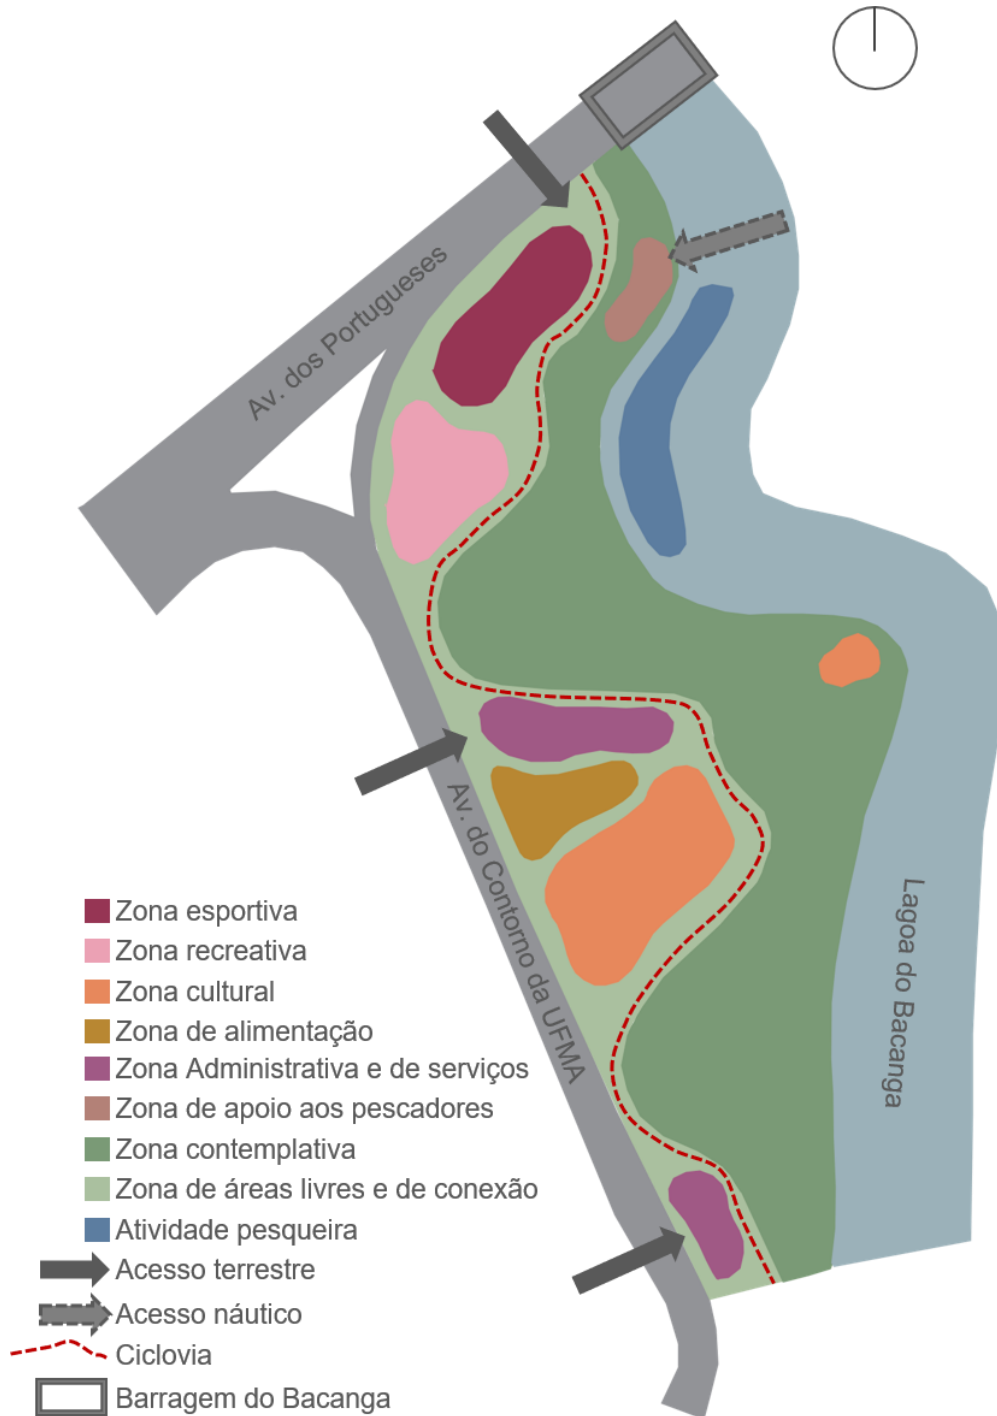 Av. dos Portugueses
Av. do Contorno da UFMA
Lagoa do Bacanga
Zona esportiva
Zona recreativa
Zona cultural
Zona de alimentação
Zona Administrativa e de serviços
Zona de apoio aos pescadores
Zona contemplativa
Zona de áreas livres e de conexão
Atividade pesqueira
Acesso terrestre
Acesso náutico
Ciclovia
Barragem do Bacanga